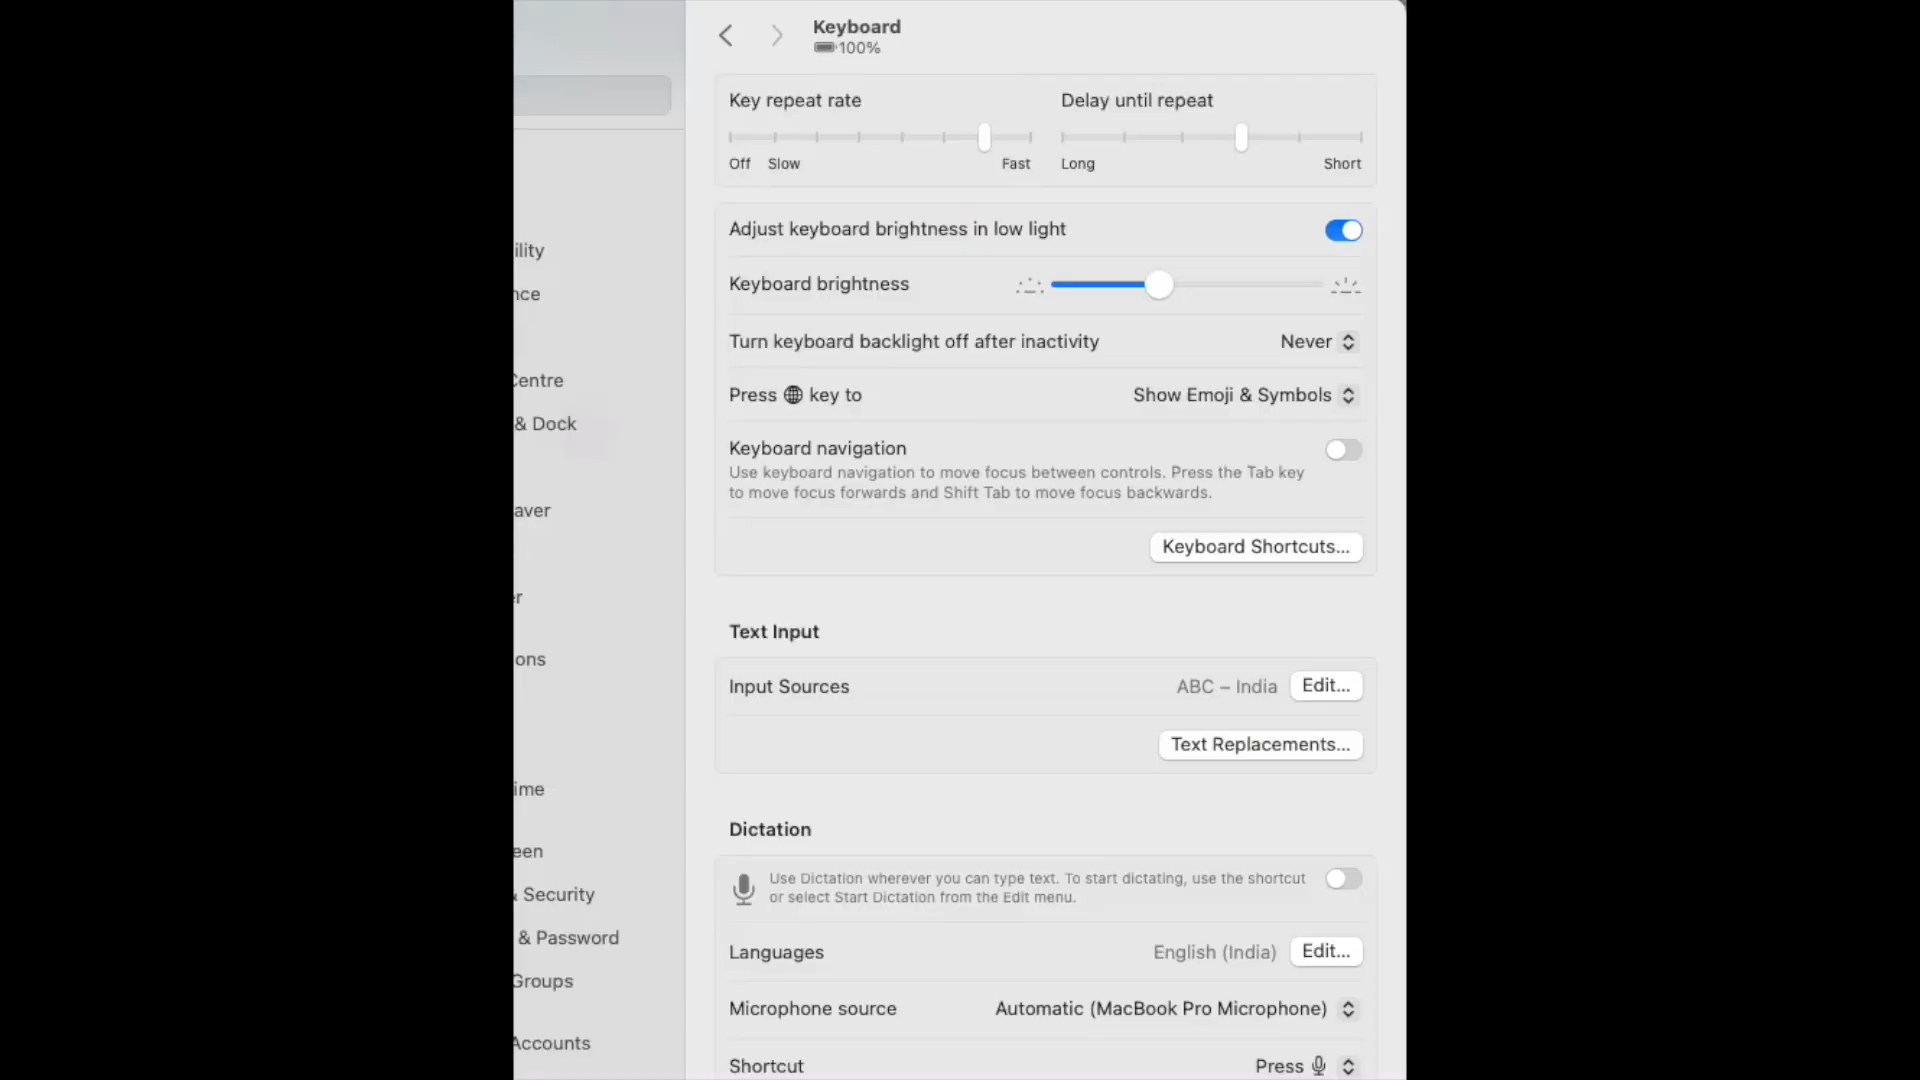 Keyboard
100%
Key repeat rate
Delay until repeat
Off Slow Fast
Long Short
Adjust keyboard brightness in low light
Keyboard brightness
Turn keyboard backlight off after inactivity Never
Press key to Show Emoji & Symbols
Keyboard navigation
Use keyboard navigation to move focus between controls. Press the Tab key
to move focus forwards and Shift Tab to move focus backwards.
Keyboard Shortcuts...
Text Input
Input Sources ABC – India Edit...
Text Replacements...
Dictation
Use Dictation wherever you can type text. To start dictating, use the shortcut
or select Start Dictation from the Edit menu.
Languages English (India) Edit...
Microphone source Automatic (MacBook Pro Microphone)
Shortcut Press
ility
nce
Centre
& Dock
aver
er
ons
ime
een
& Security
& Password
Groups
Accounts